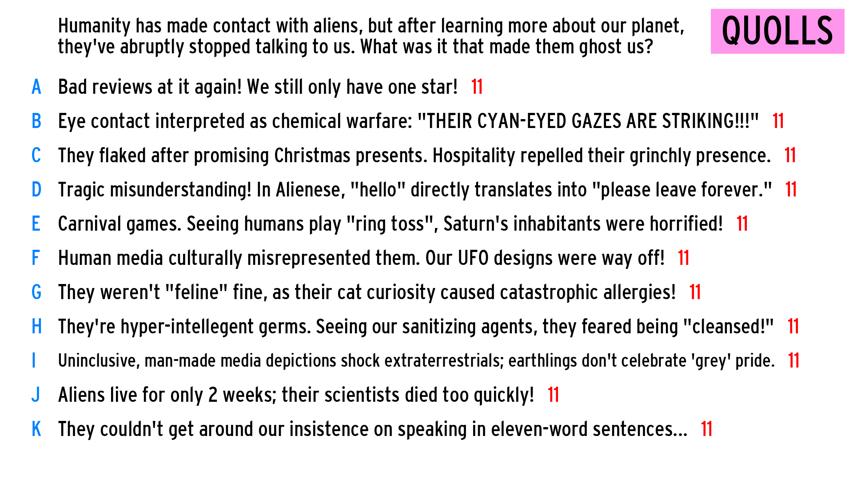 Humanity has made contact with aliens, but after learning more about our planet,
they've abruptly stopped talking to us. What was it that made them ghost us?
QUOLLS
A Bad reviews at it again! We still only have one star! 11
B Eye contact interpreted as chemical warfare: "THEIR CYAN-EYED GAZES ARE STRIKING!!!" 11
C They flaked after promising Christmas presents. Hospitality repelled their grinchly presence. 11
D Tragic misunderstanding! In Alienese, "hello" directly translates into "please leave forever." 11
E Carnival games. Seeing humans play "ring toss", Saturn's inhabitants were horrified! 11
F Human media culturally misrepresented them. Our UFO designs were way off! 11
G They weren't "feline" fine, as their cat curiosity caused catastrophic allergies! 11
H They're hyper-intellegent germs. Seeing our sanitizing agents, they feared being "cleansed!" 11
I Uninclusive, man-made media depictions shock extraterrestrials; earthlings don't celebrate 'grey' pride. 11
J Aliens live for only 2 weeks; their scientists died too quickly! 11
K They couldn't get around our insistence on speaking in eleven-word sentences... 11